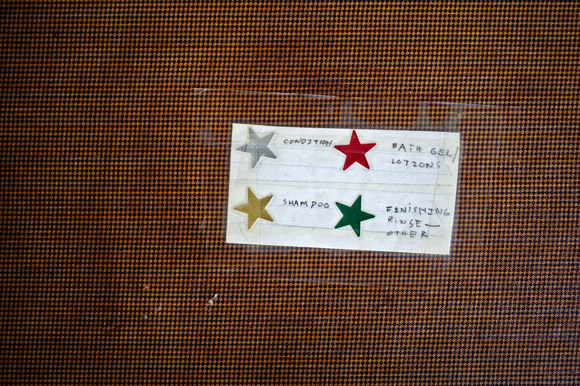 CONDITION
BATH GEL/
LOTIONS
SHAMPOO
FINISHING
RINSE—
OTHER